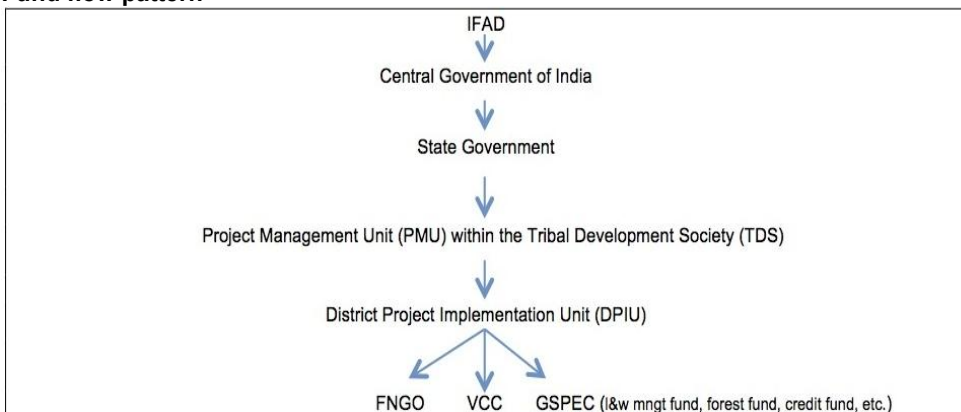 IFAD
Central Government of India
State Government
Project Management Unit (PMU) within the Tribal Development Society (TDS)
District Project Implementation Unit (DPIU)
FNGO VCC GSPEC (l&w mngt fund, forest fund, credit fund, etc.)